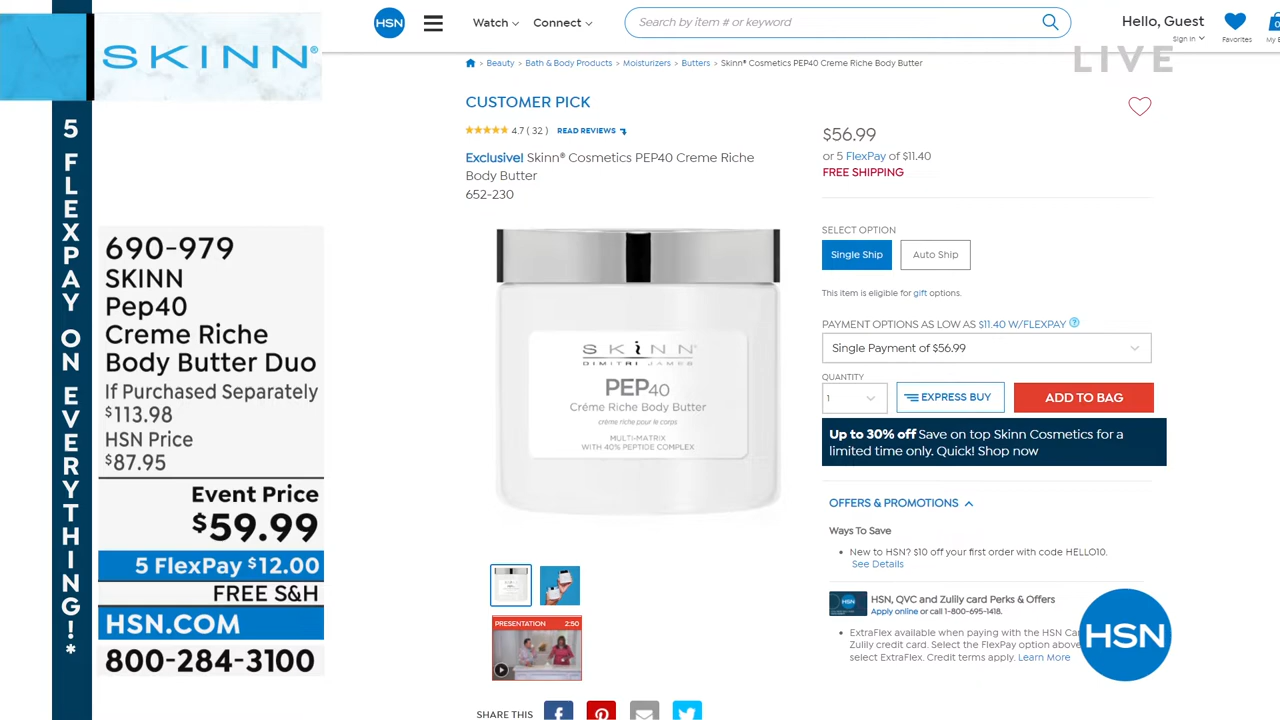 SKINN®
5 FLEXPAY ON EVERYTHING!*
690-979
SKINN
Pep40
Creme Riche
Body Butter Duo
If Purchased Separately
$113.98
HSN Price
$87.95
Event Price
$59.99
5 FlexPay $12.00
FREE S&H
HSN.COM
800-284-3100
HSN
Watch
Connect
Search by item # or keyword
Hello, Guest
Sign In
Favorites
0
LIVE
> Beauty > Bath & Body Products > Moisturizers > Butters > Skinn® Cosmetics PEP40 Creme Riche Body Butter
CUSTOMER PICK
4.7 ( 32 ) READ REVIEWS
Exclusive! Skinn® Cosmetics PEP40 Creme Riche
Body Butter
652-230
SKINN®
DIMITRI JAMES
PEP40
Créme Riche Body Butter
crème riche pour le corps
MULTI-MATRIX
WITH 40% PEPTIDE COMPLEX
PRESENTATION 2:50
SHARE THIS
$56.99
or 5 FlexPay of $11.40
FREE SHIPPING
SELECT OPTION
Single Ship
Auto Ship
This item is eligible for gift options.
PAYMENT OPTIONS AS LOW AS $11.40 W/FLEXPAY ?
Single Payment of $56.99
QUANTITY
1
EXPRESS BUY
ADD TO BAG
Up to 30% off Save on top Skinn Cosmetics for a
limited time only. Quick! Shop now
OFFERS & PROMOTIONS
Ways To Save
• New to HSN? $10 off your first order with code HELLO10.
See Details
HSN, QVC and Zulily card Perks & Offers
Apply online or call 1-800-695-1418.
• ExtraFlex available when paying with the HSN
Zulily credit card. Select the FlexPay option above
select ExtraFlex. Credit terms apply. Learn More
HSN